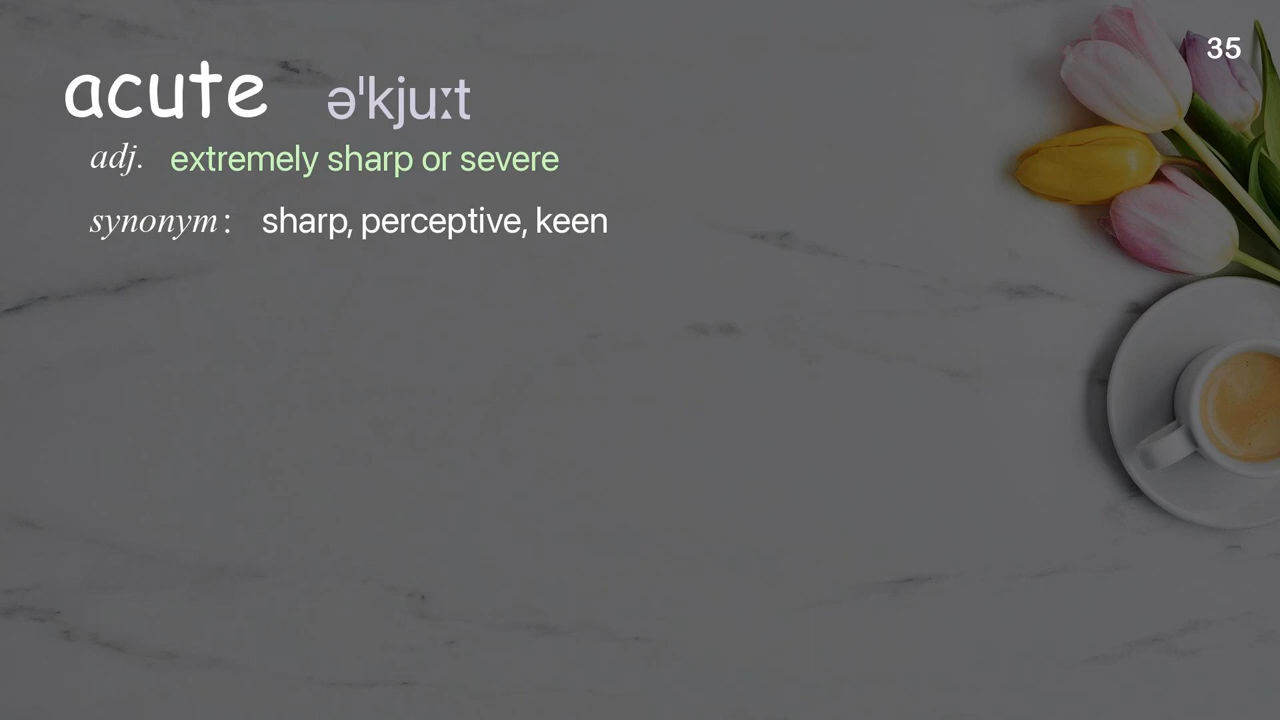 35
acute əˈkjuːt
adj. extremely sharp or severe
synonym: sharp, perceptive, keen